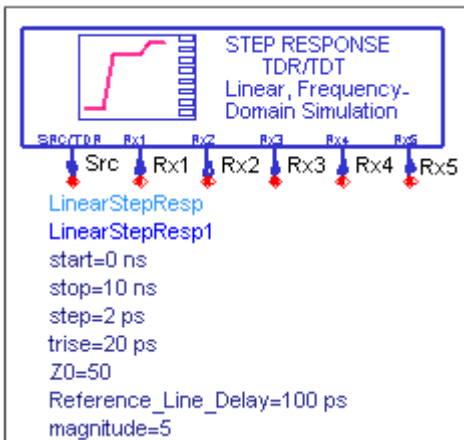 STEP RESPONSE
TDR/TDT
Linear, Frequency-
Domain Simulation
SRC/TDR Rx1 Rx2 Rx3 Rx4 Rx5
Src Rx1 Rx2 Rx3 Rx4 Rx5
LinearStepResp
LinearStepResp1
start=0 ns
stop=10 ns
step=2 ps
trise=20 ps
Z0=50
Reference_Line_Delay=100 ps
magnitude=5